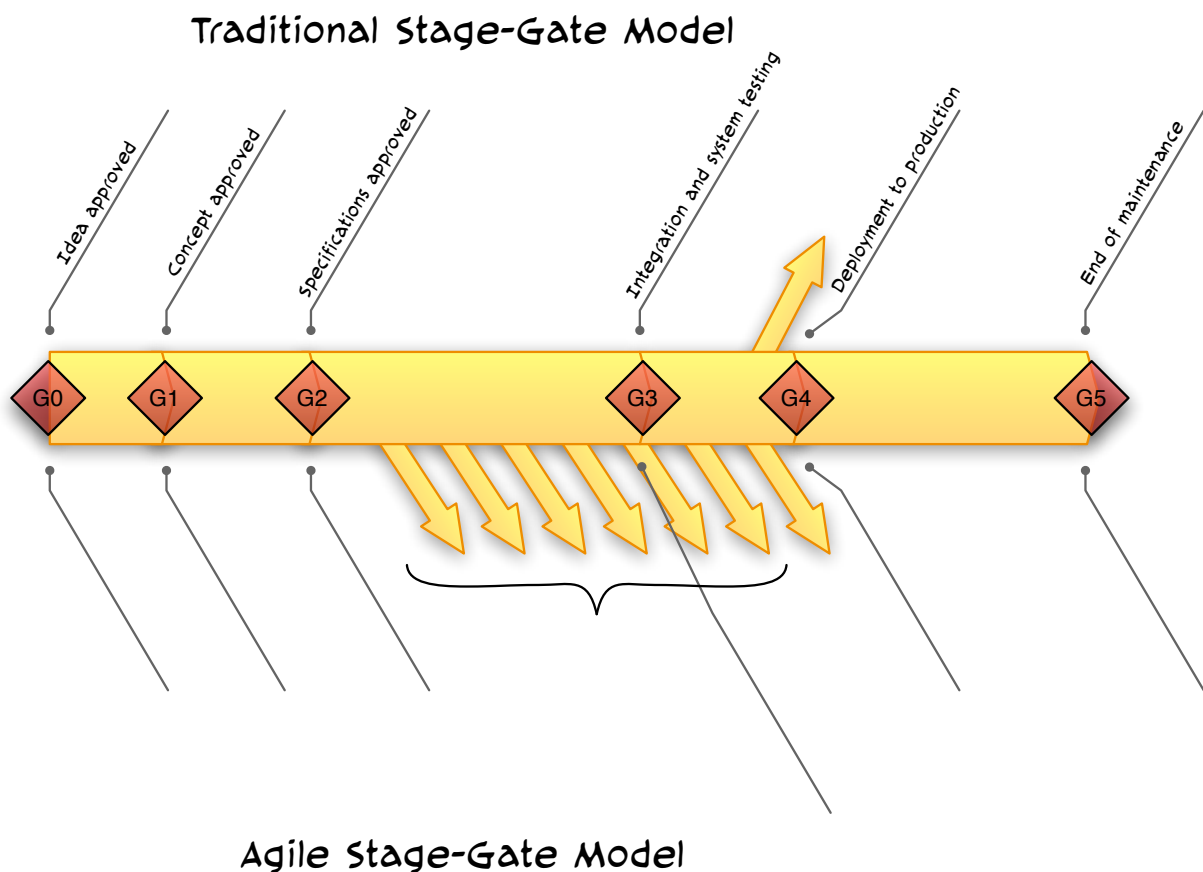 Traditional Stage-Gate Model
Idea approved
Concept approved
Specifications approved
Integration and system testing
Deployment to production
End of maintenance
G0
G1
G2
G3
G4
G5
Agile Stage-Gate Model